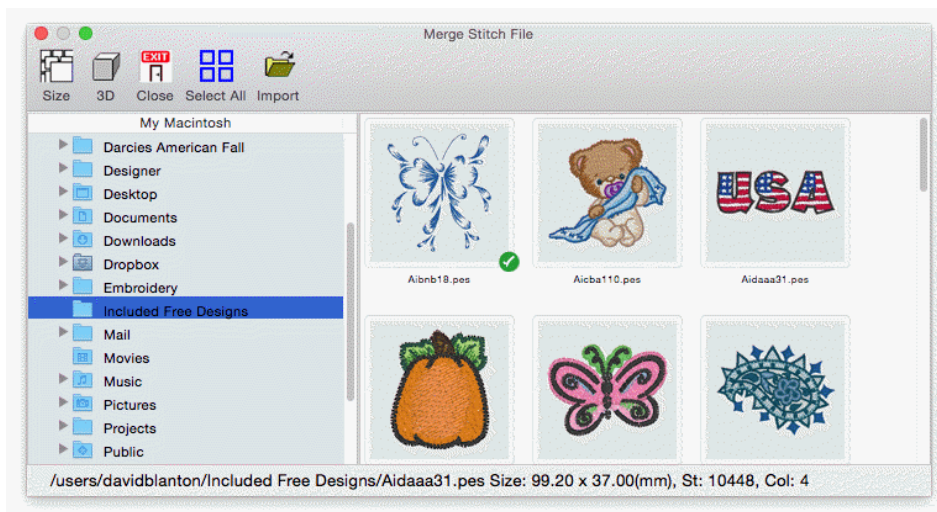 Merge Stitch File
EXIT
Size 3D Close Select All Import
My Macintosh
Darcies American Fall
Designer
Desktop
Documents
Downloads
Dropbox
Embroidery
Included Free Designs
Mail
Movies
Music
Pictures
Projects
Public
USA
Aibnb18.pes Aicba110.pes Aidaaa31.pes
/users/davidblanton/Included Free Designs/Aidaaa31.pes Size: 99.20 x 37.00(mm), St: 10448, Col: 4